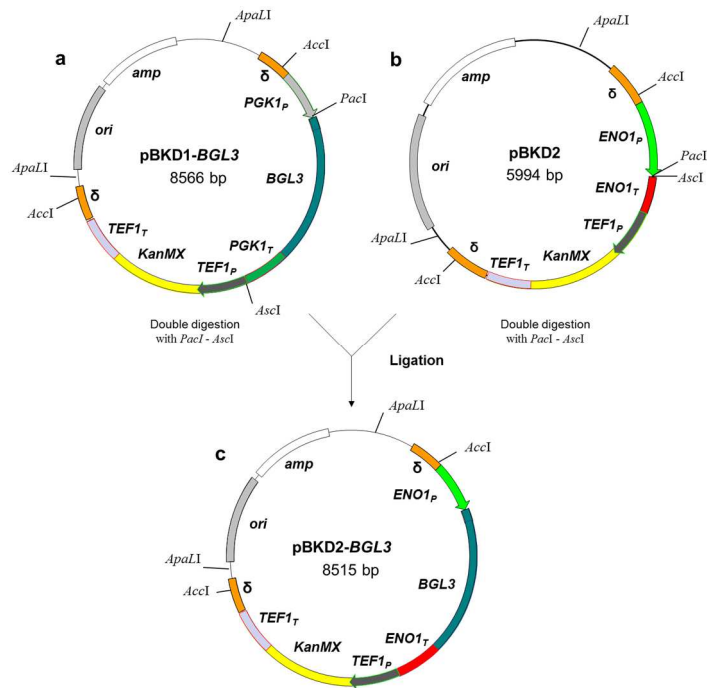 a
ApaLI
AccI
δ
amp
PGK1P
PacI
ori
pBKD1-BGL3
8566 bp
BGL3
ApaLI
AccI
δ
TEF1T
KanMX
TEF1P
PGK1T
AscI
Double digestion
with PacI - AscI
b
ApaLI
AccI
δ
amp
ENO1P
PacI
AscI
ori
pBKD2
5994 bp
ENO1T
TEF1P
ApaLI
AccI
δ
TEF1T
KanMX
Double digestion
with PacI - AscI
Ligation
c
ApaLI
AccI
δ
amp
ENO1P
ori
pBKD2-BGL3
8515 bp
BGL3
ApaLI
AccI
δ
TEF1T
KanMX
TEF1P
ENO1T